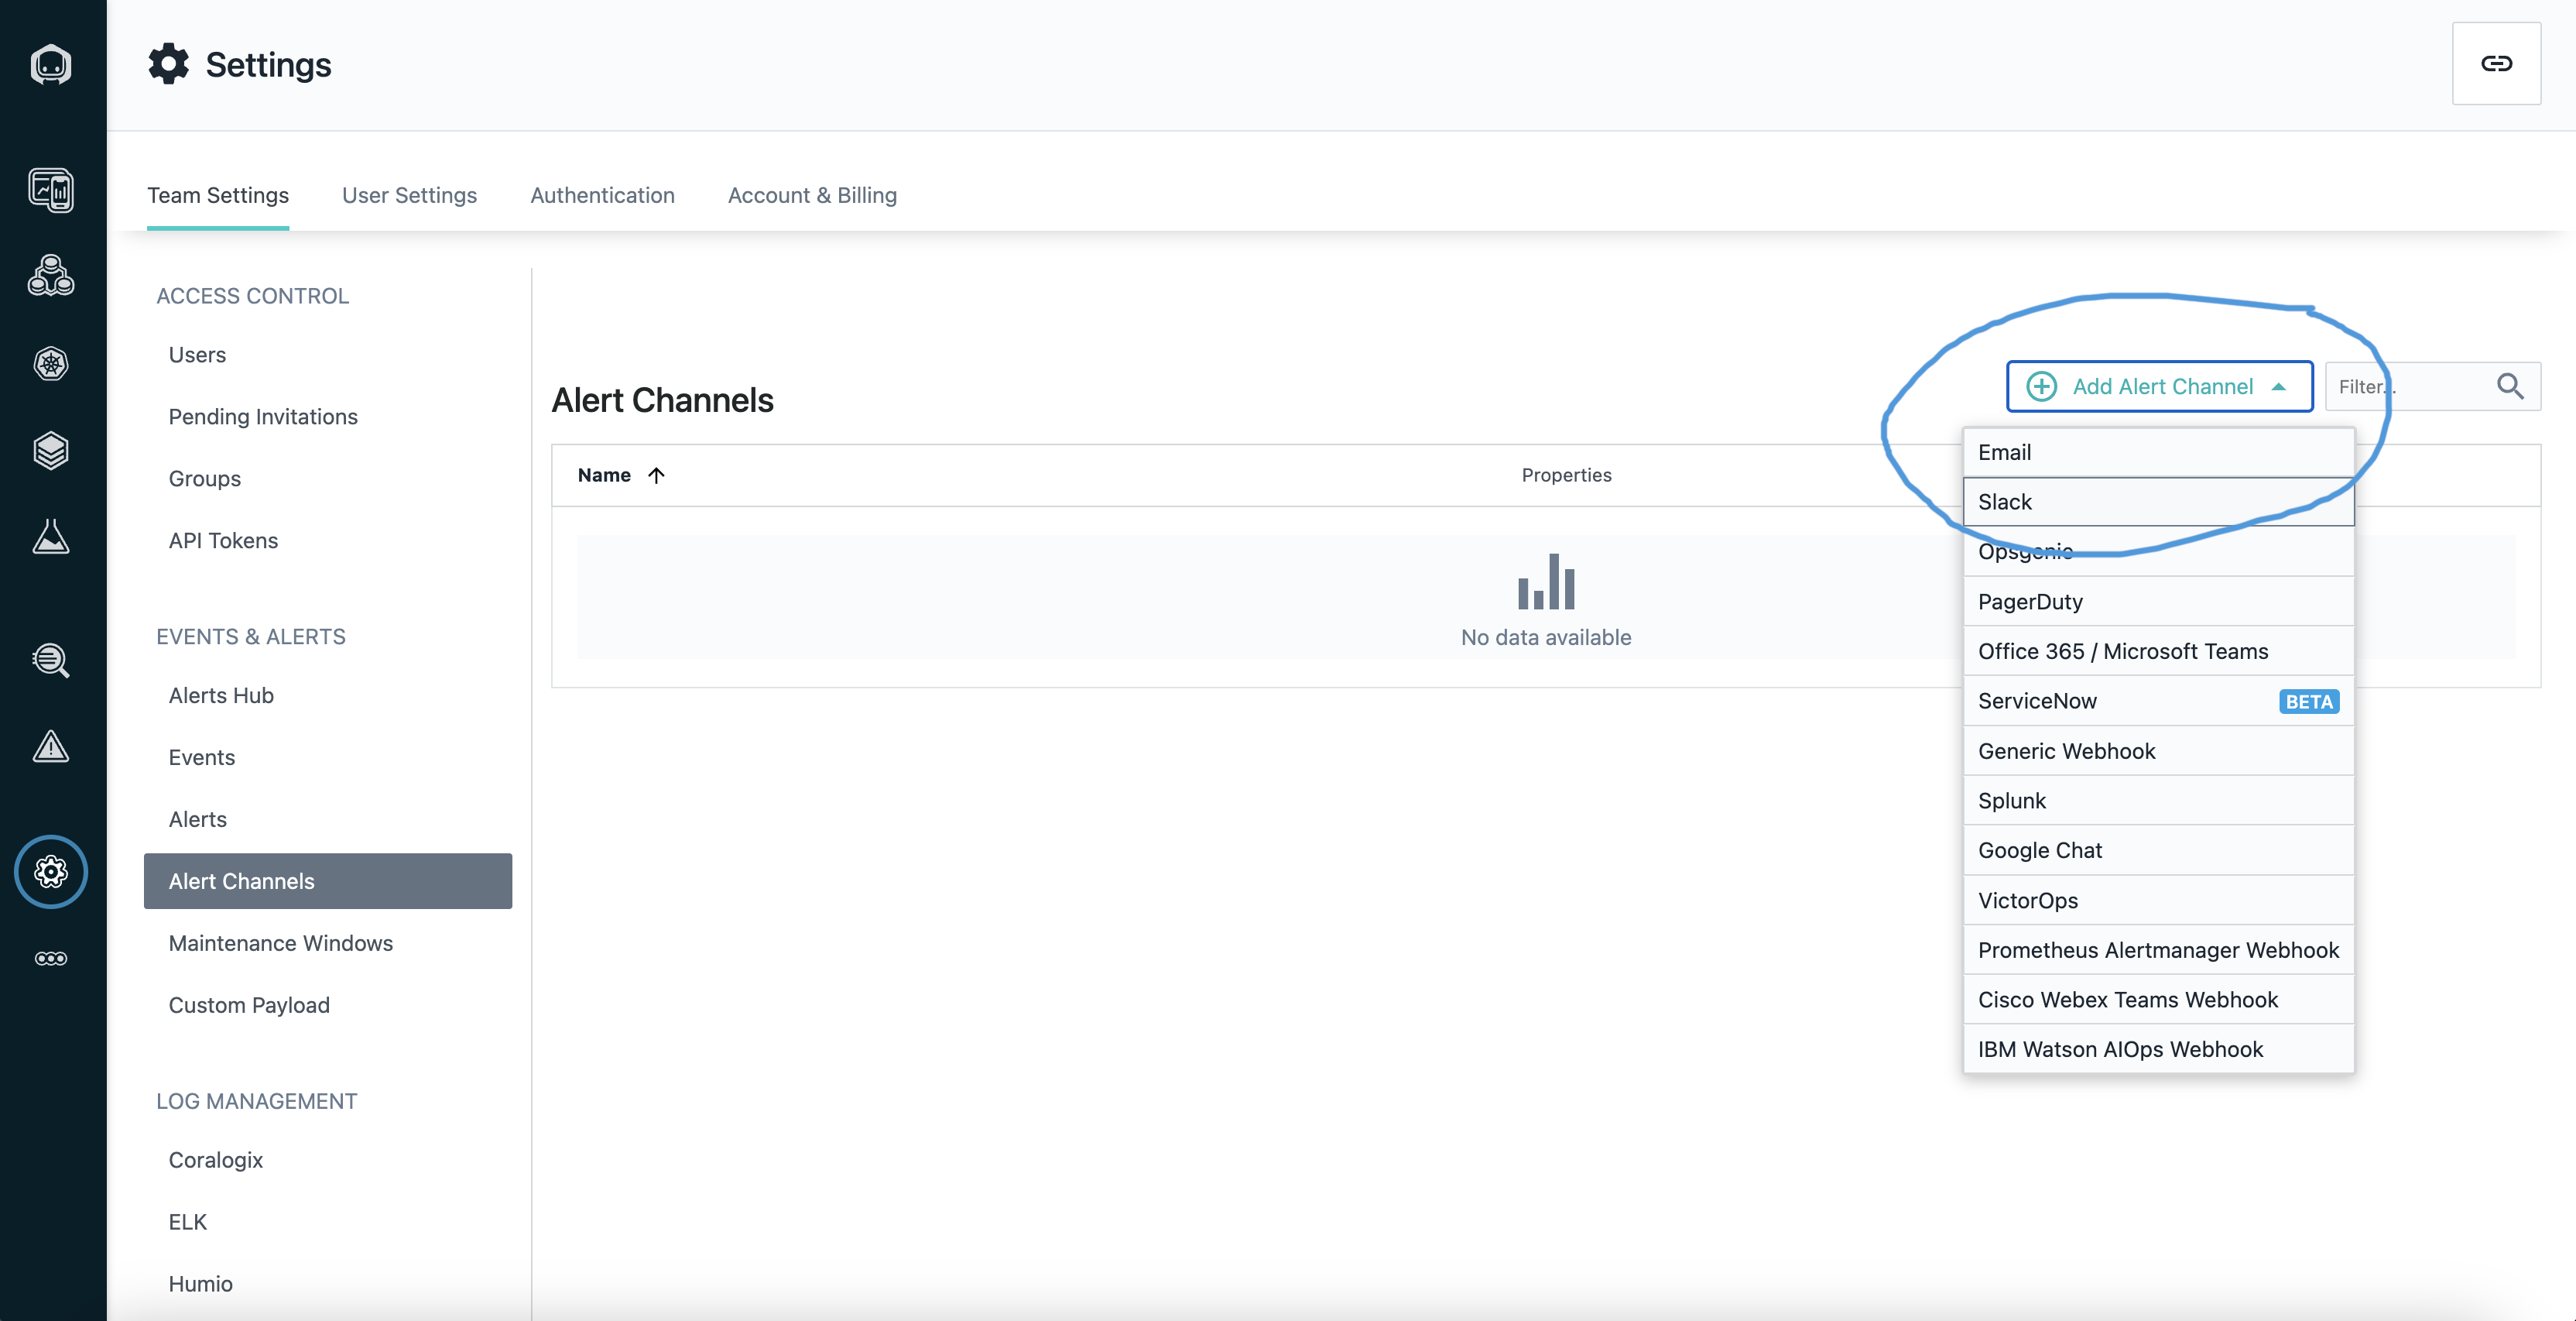 Settings
Team Settings
User Settings
Authentication
Account & Billing
ACCESS CONTROL
Users
Pending Invitations
Groups
API Tokens
EVENTS & ALERTS
Alerts Hub
Events
Alerts
Alert Channels
Maintenance Windows
Custom Payload
LOG MANAGEMENT
Coralogix
ELK
Humio
Alert Channels
Add Alert Channel
Filter...
Name
Properties
No data available
Email
Slack
Opsgenie
PagerDuty
Office 365 / Microsoft Teams
ServiceNow BETA
Generic Webhook
Splunk
Google Chat
VictorOps
Prometheus Alertmanager Webhook
Cisco Webex Teams Webhook
IBM Watson AIOps Webhook